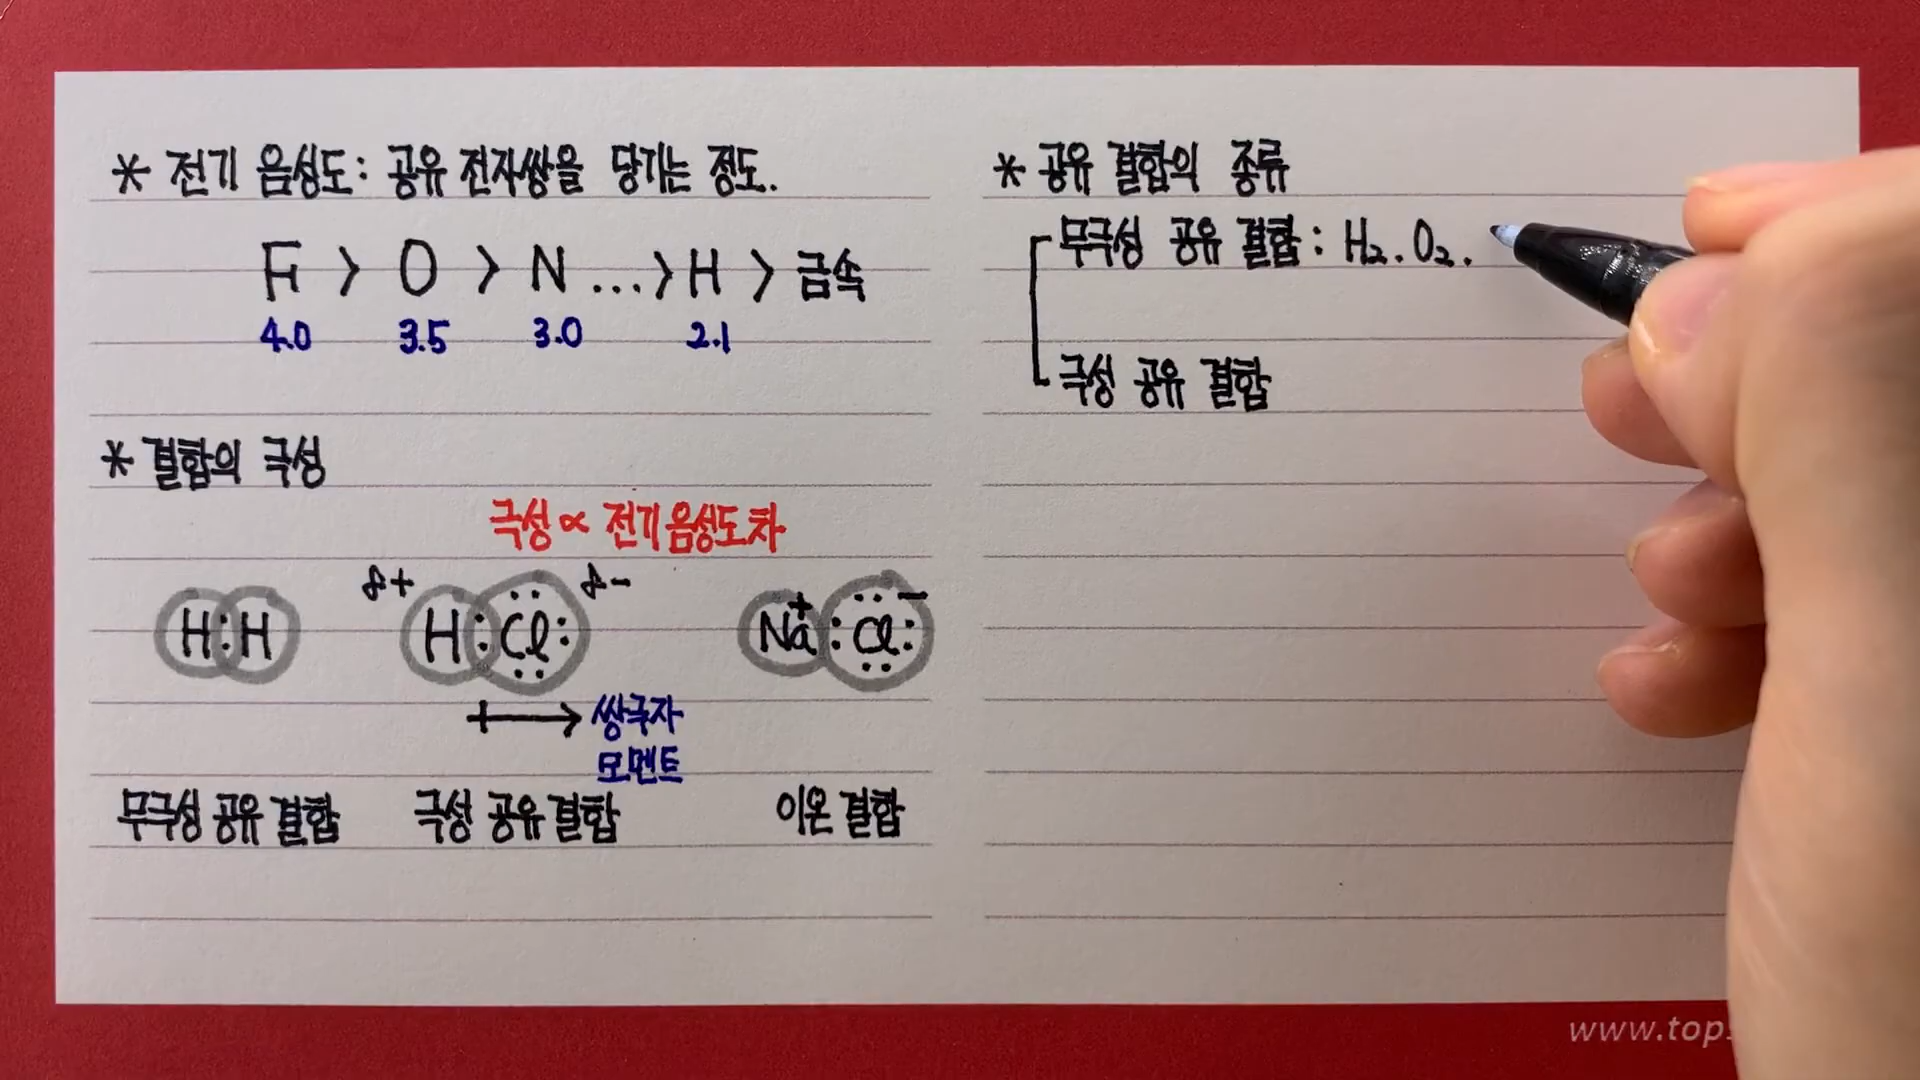 * 전기 음성도: 공유 전자쌍을 당기는 정도.
F > O > N ... > H > 금속
4.0 3.5 3.0 2.1
* 결합의 극성
극성 ∝ 전기 음성도 차
δ+ δ-
H:H H:Cl: Na+ :Cl:-
쌍극자
모멘트
무극성 공유 결합 극성 공유 결합 이온 결합
* 공유 결합의 종류
무극성 공유 결합: H₂. O₂.
극성 공유 결합